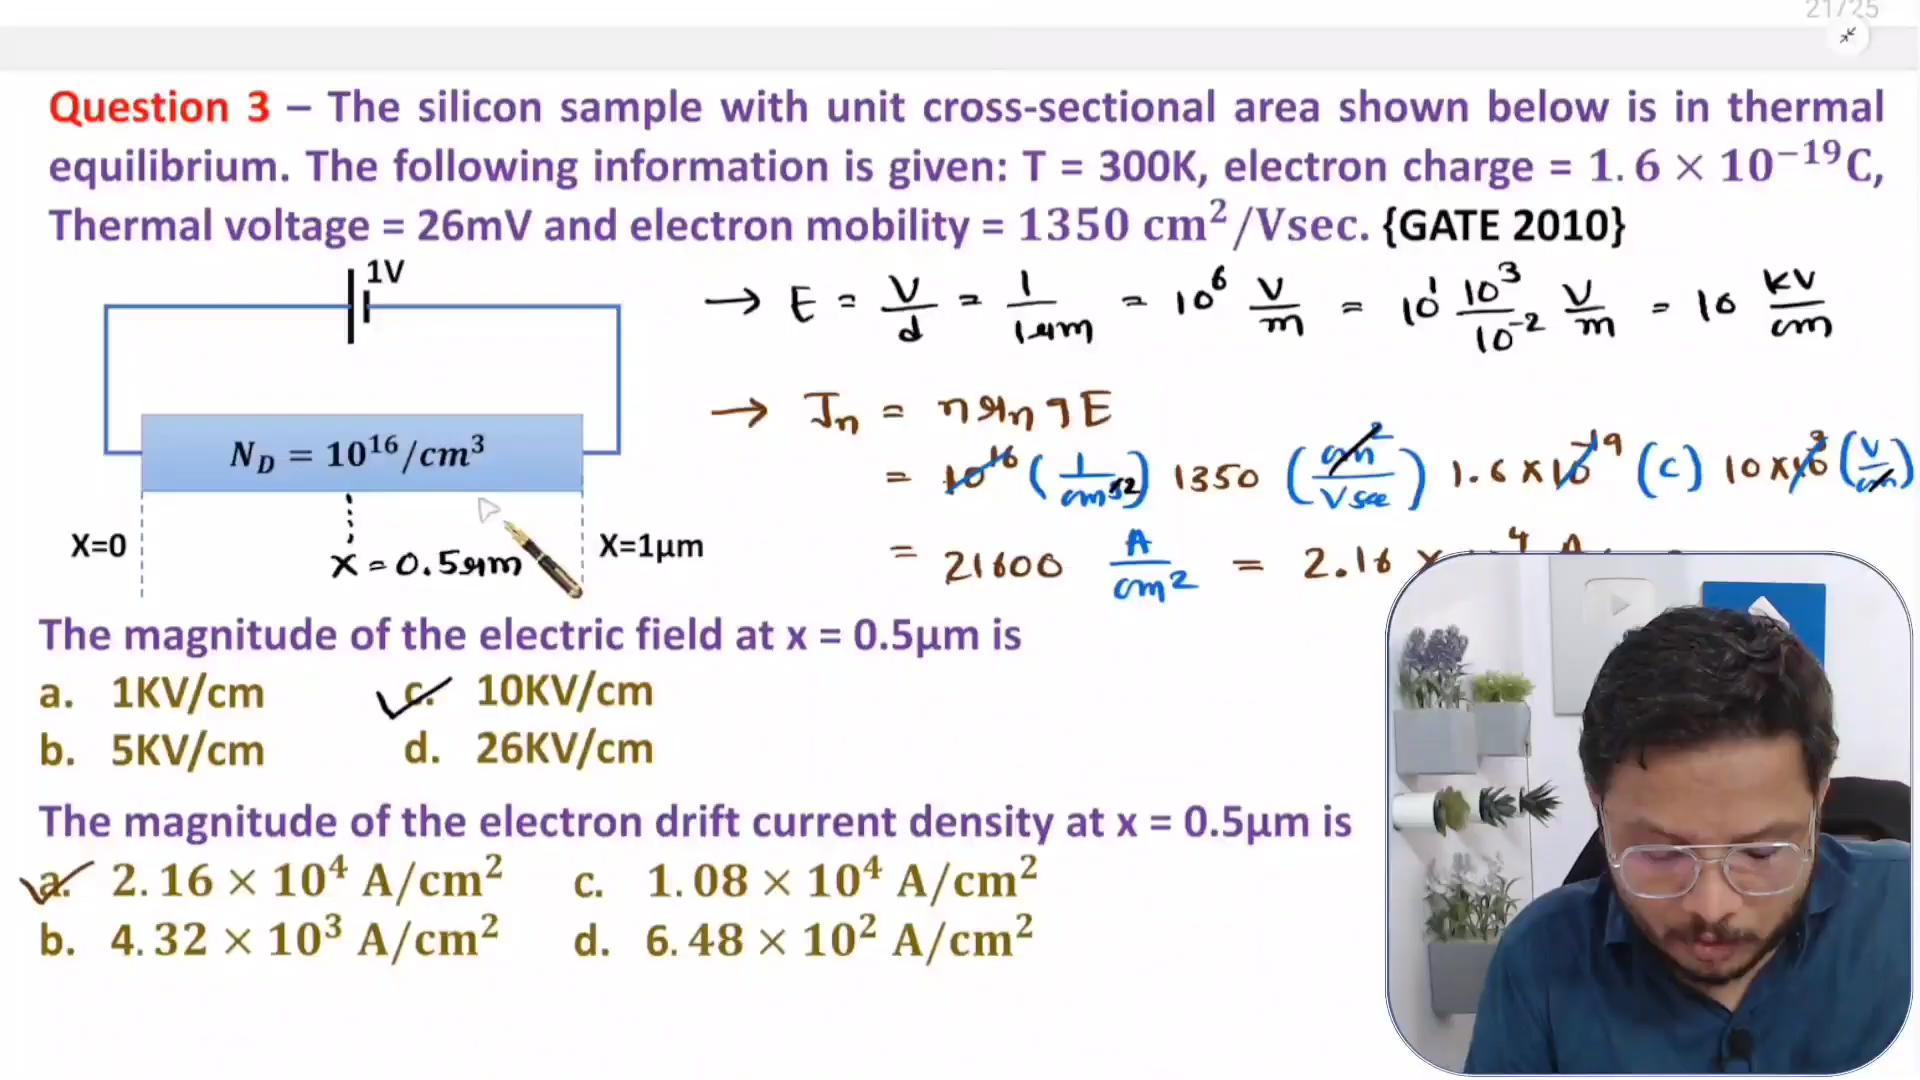 21/25
Question 3 – The silicon sample with unit cross-sectional area shown below is in thermal
equilibrium. The following information is given: T = 300K, electron charge = 1.6 × 10⁻¹⁹C,
Thermal voltage = 26mV and electron mobility = 1350 cm²/Vsec. {GATE 2010}
1V
→ E = V/d = 1/1μm = 10⁶ V/m = 10¹ 10³/10⁻² V/m = 10 kV/cm
→ Jn = nμnqE
N_D = 10¹⁶/cm³
= 10¹⁶ (1/cm³²) 1350 (cm²/Vsec) 1.6×10⁻¹⁹ (C) 10×10³ (V/cm)
X=0
x = 0.5μm
X=1μm
= 21600 A/cm² = 2.16 ×
The magnitude of the electric field at x = 0.5μm is
a. 1KV/cm
c. 10KV/cm
b. 5KV/cm
d. 26KV/cm
The magnitude of the electron drift current density at x = 0.5μm is
a. 2.16 × 10⁴ A/cm²
c. 1.08 × 10⁴ A/cm²
b. 4.32 × 10³ A/cm²
d. 6.48 × 10² A/cm²